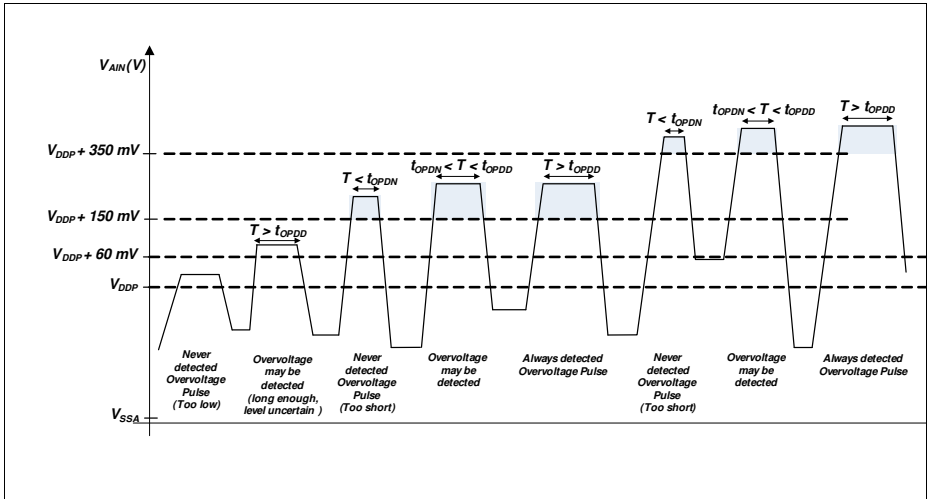 V_AIN (V)
V_DDP + 350 mV
V_DDP + 150 mV
V_DDP + 60 mV
V_DDP
V_SSA
T > t_OPDD
T < t_OPDN
t_OPDN < T < t_OPDD
T > t_OPDD
T < t_OPDN
t_OPDN < T < t_OPDD
T > t_OPDD
Never
detected
Overvoltage
Pulse
(Too low)
Overvoltage
may be
detected
(long enough,
level uncertain )
Never
detected
Overvoltage
Pulse
(Too short)
Overvoltage
may be
detected
Always detected
Overvoltage Pulse
Never
detected
Overvoltage
Pulse
(Too short)
Overvoltage
may be
detected
Always detected
Overvoltage Pulse